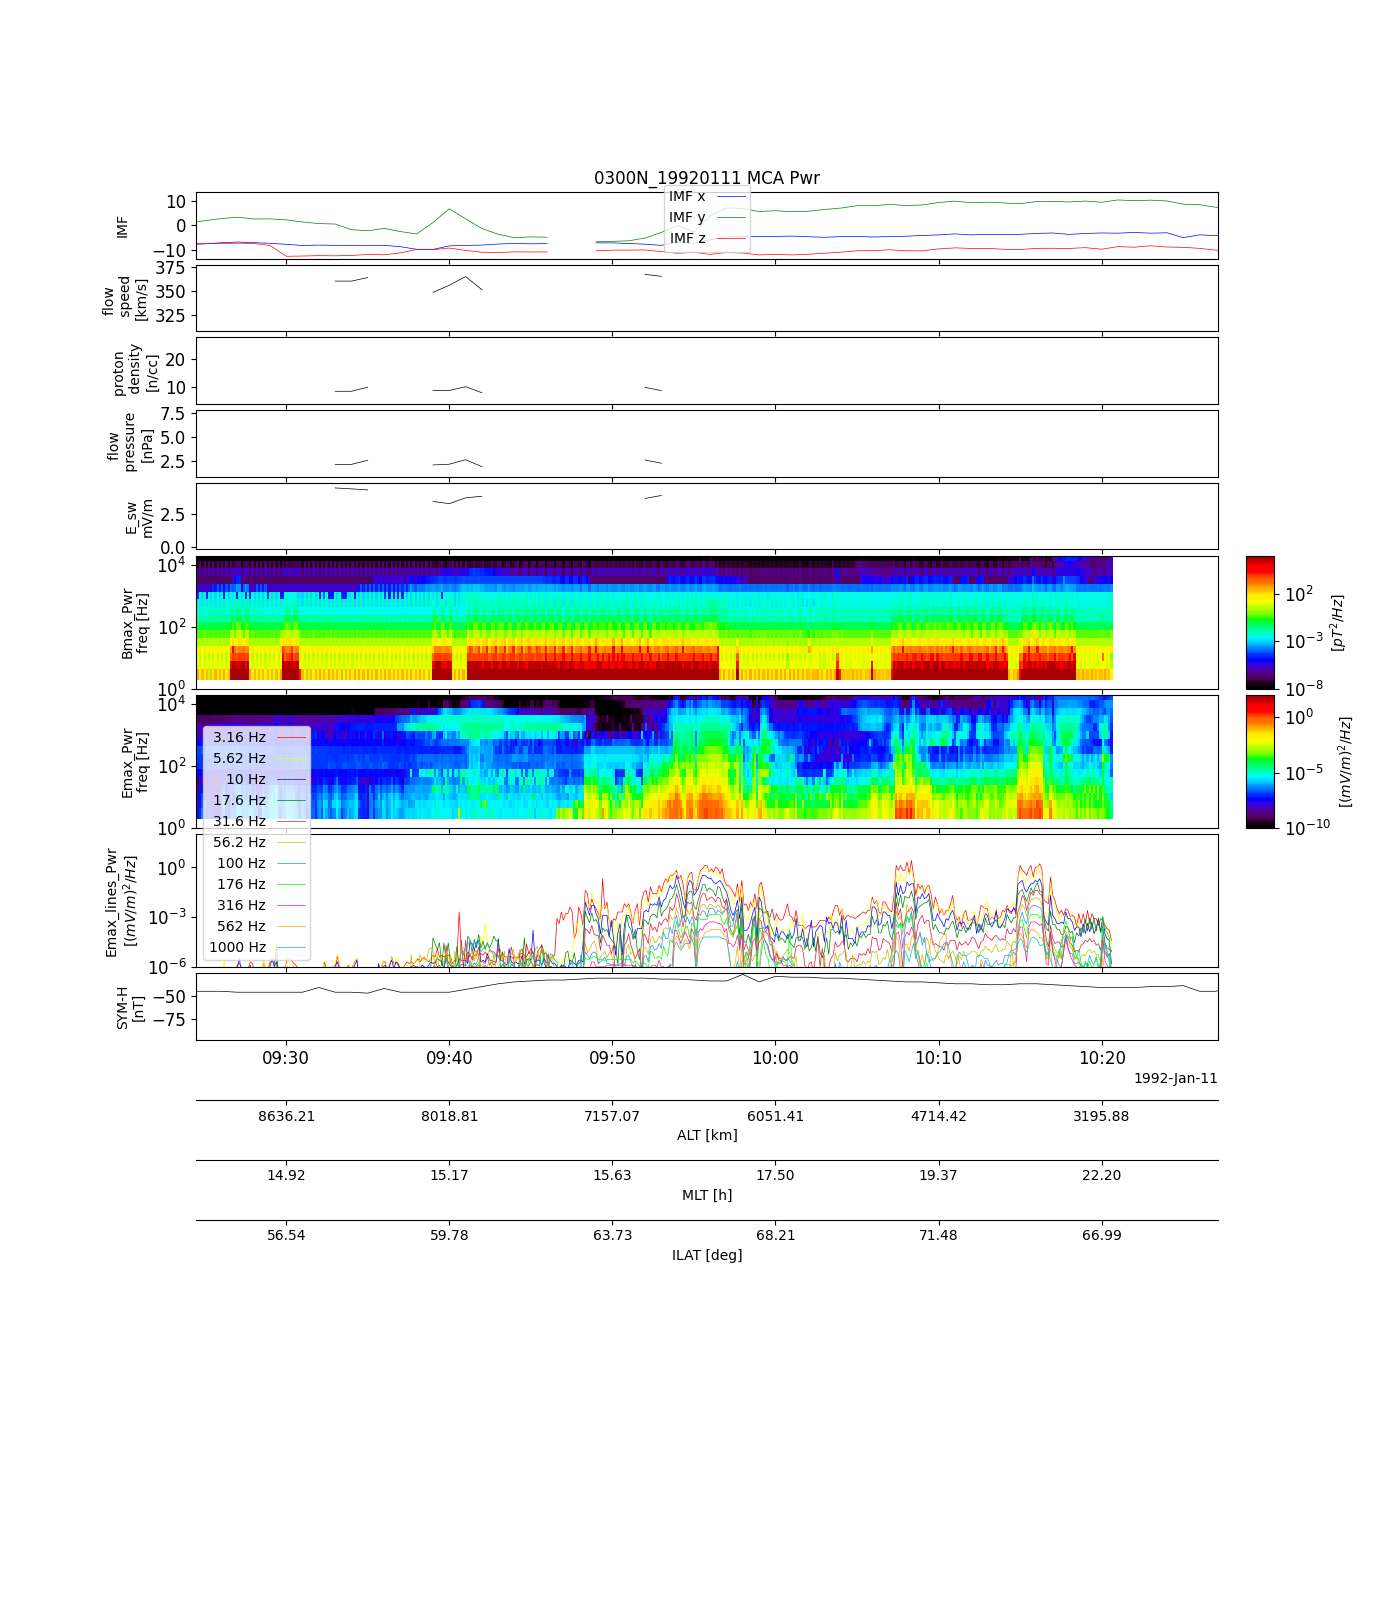 0300N_19920111 MCA Pwr
IMF
10
0
−10
IMF x
IMF y
IMF z
flow
speed
[km/s]
375
350
325
proton
density
[n/cc]
20
10
flow
pressure
[nPa]
7.5
5.0
2.5
E_sw
mV/m
2.5
0.0
Bmax_Pwr
freq [Hz]
10^4
10^2
10^0
10^2
10^−3
10^−8
[pT^2/Hz]
Emax_Pwr
freq [Hz]
10^4
10^2
10^0
10^0
10^−5
10^−10
[(mV/m)^2/Hz]
3.16 Hz
5.62 Hz
10 Hz
17.6 Hz
31.6 Hz
56.2 Hz
100 Hz
176 Hz
316 Hz
562 Hz
1000 Hz
Emax_lines_Pwr
[(mV/m)^2/Hz]
10^0
10^−3
10^−6
SYM-H
[nT]
−50
−75
09:30 09:40 09:50 10:00 10:10 10:20
1992-Jan-11
8636.21 8018.81 7157.07 6051.41 4714.42 3195.88
ALT [km]
14.92 15.17 15.63 17.50 19.37 22.20
MLT [h]
56.54 59.78 63.73 68.21 71.48 66.99
ILAT [deg]